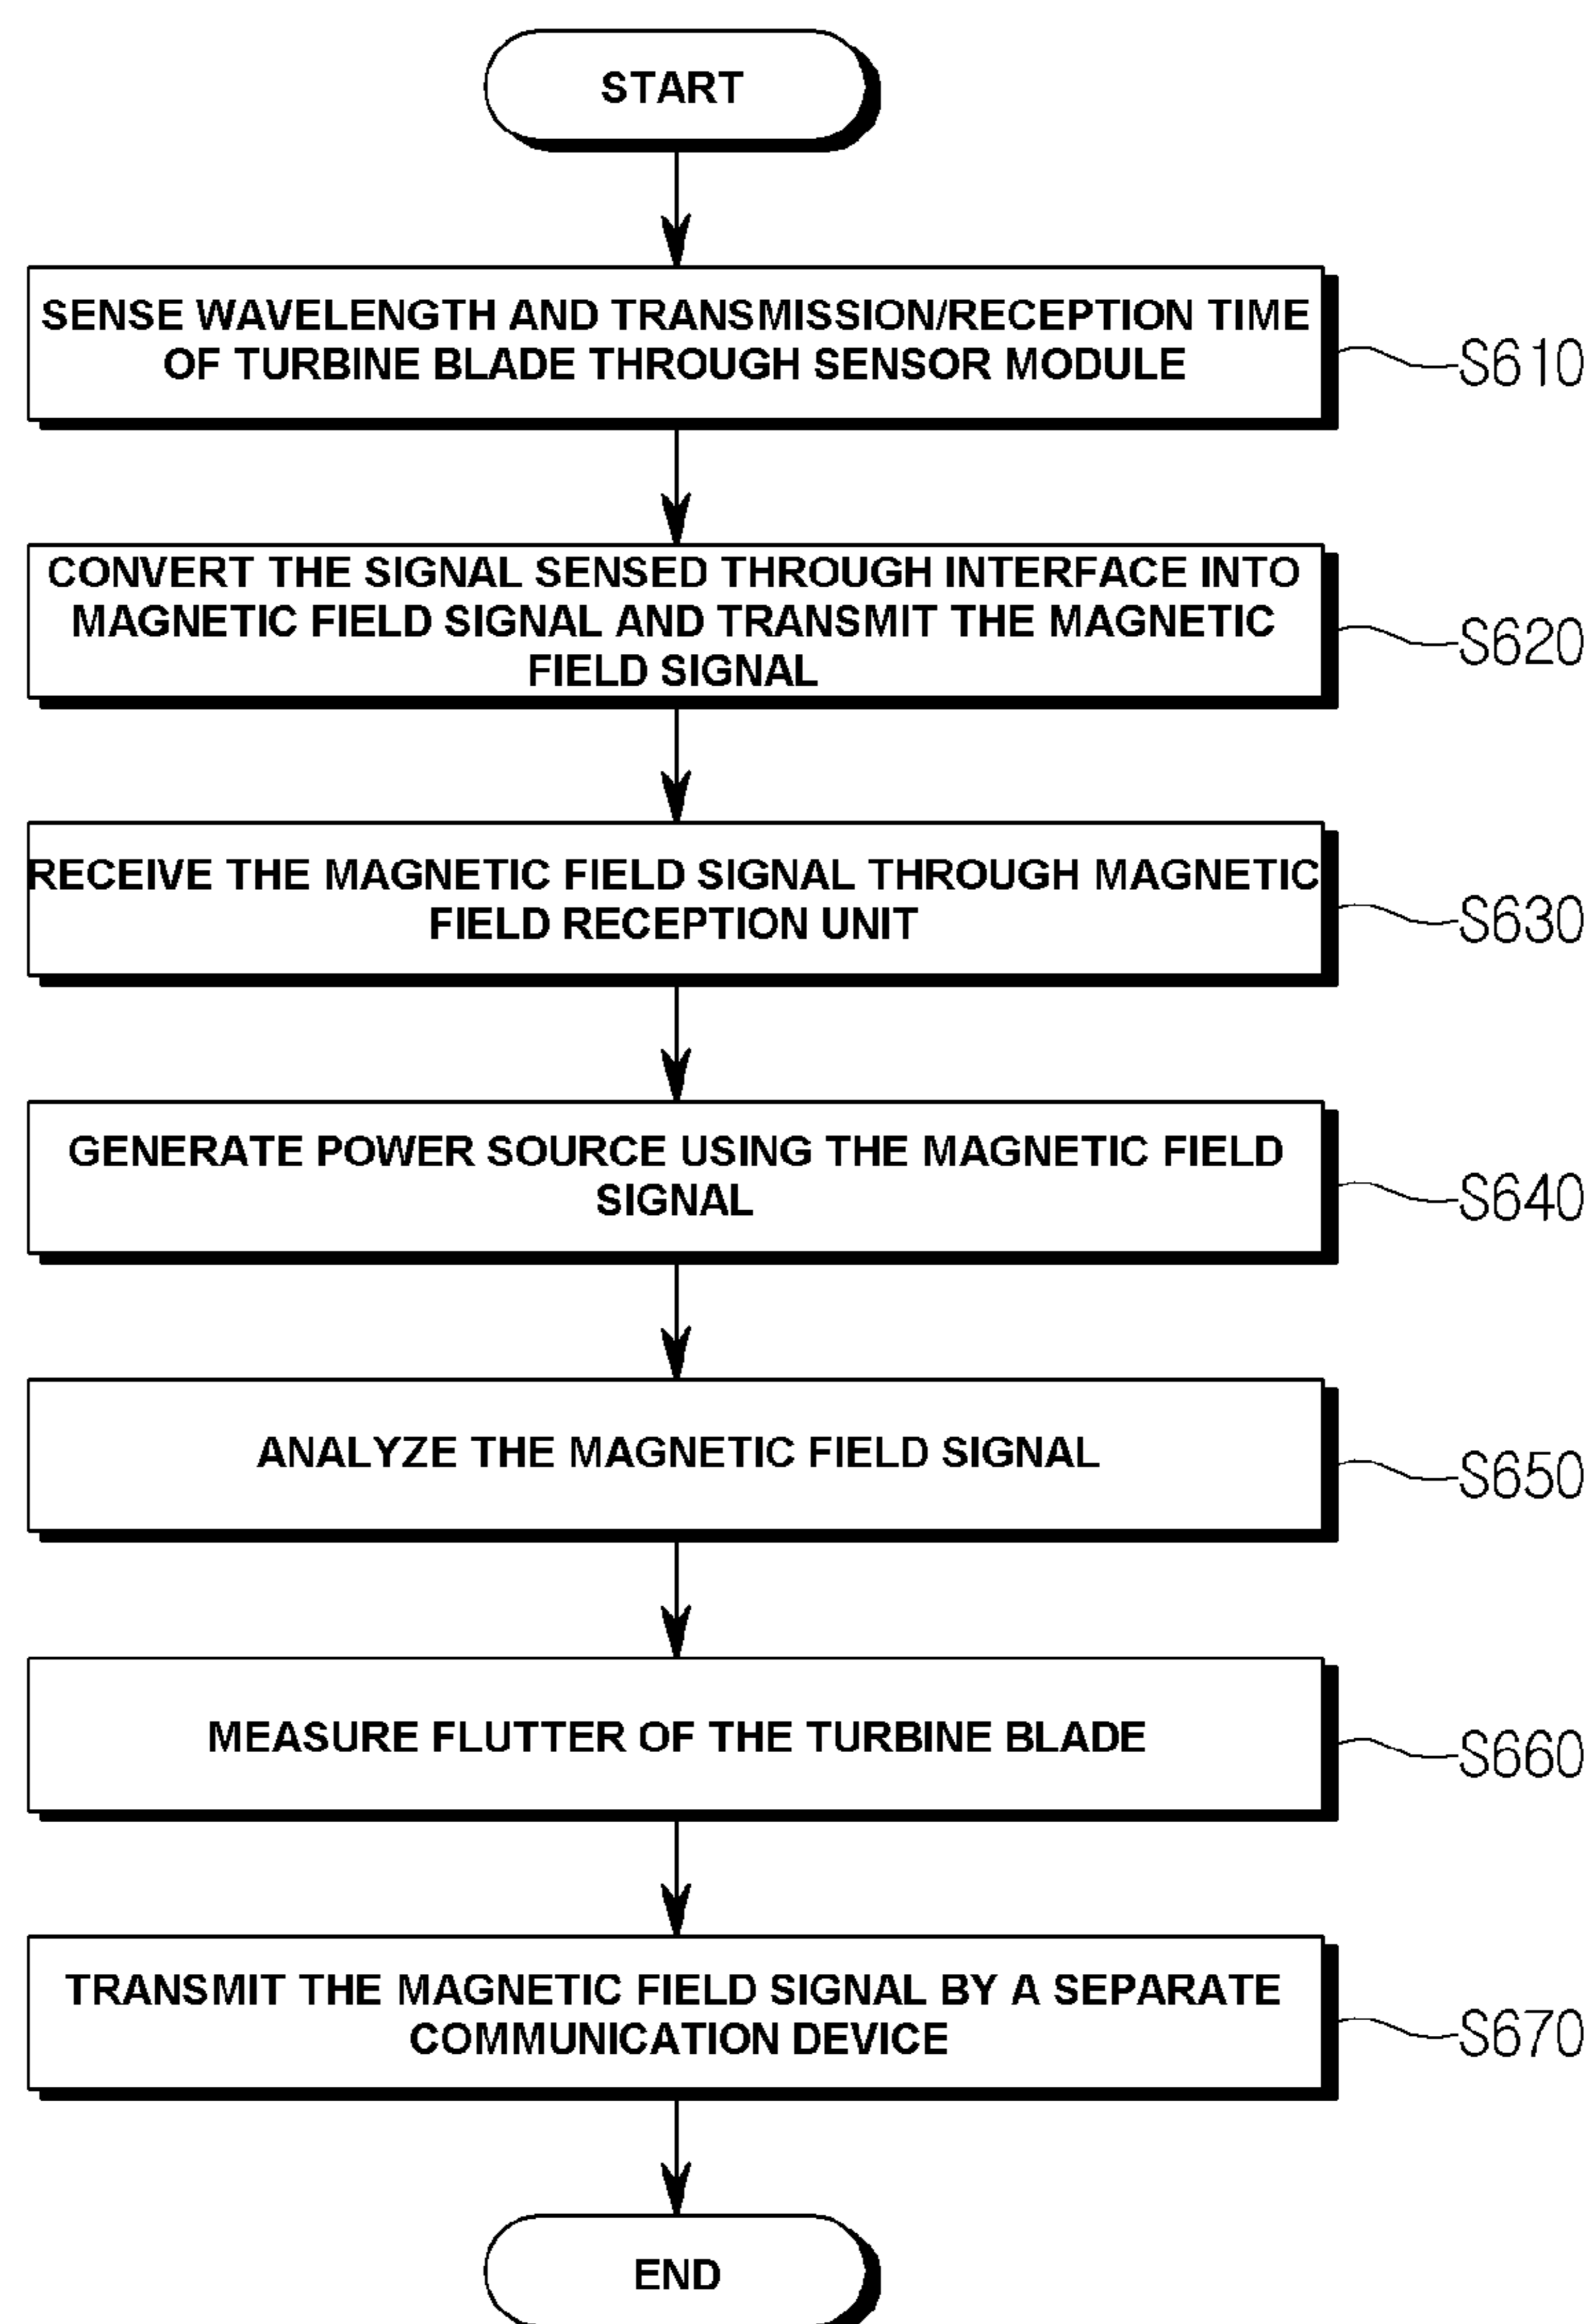 START
SENSE WAVELENGTH AND TRANSMISSION/RECEPTION TIME
OF TURBINE BLADE THROUGH SENSOR MODULE
S610
CONVERT THE SIGNAL SENSED THROUGH INTERFACE INTO
MAGNETIC FIELD SIGNAL AND TRANSMIT THE MAGNETIC
FIELD SIGNAL
S620
RECEIVE THE MAGNETIC FIELD SIGNAL THROUGH MAGNETIC
FIELD RECEPTION UNIT
S630
GENERATE POWER SOURCE USING THE MAGNETIC FIELD
SIGNAL
S640
ANALYZE THE MAGNETIC FIELD SIGNAL
S650
MEASURE FLUTTER OF THE TURBINE BLADE
S660
TRANSMIT THE MAGNETIC FIELD SIGNAL BY A SEPARATE
COMMUNICATION DEVICE
S670
END